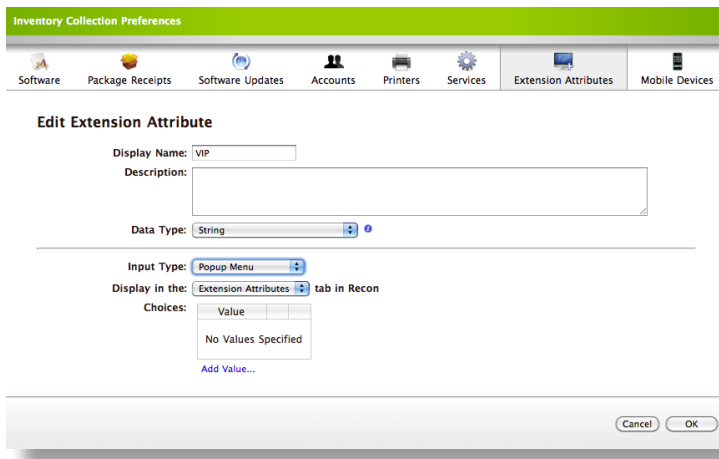 Inventory Collection Preferences
Software Package Receipts Software Updates Accounts Printers Services Extension Attributes Mobile Devices
Edit Extension Attribute
Display Name: VIP
Description:
Data Type: String i
Input Type: Popup Menu
Display in the: Extension Attributes tab in Recon
Choices: Value
No Values Specified
Add Value...
Cancel OK